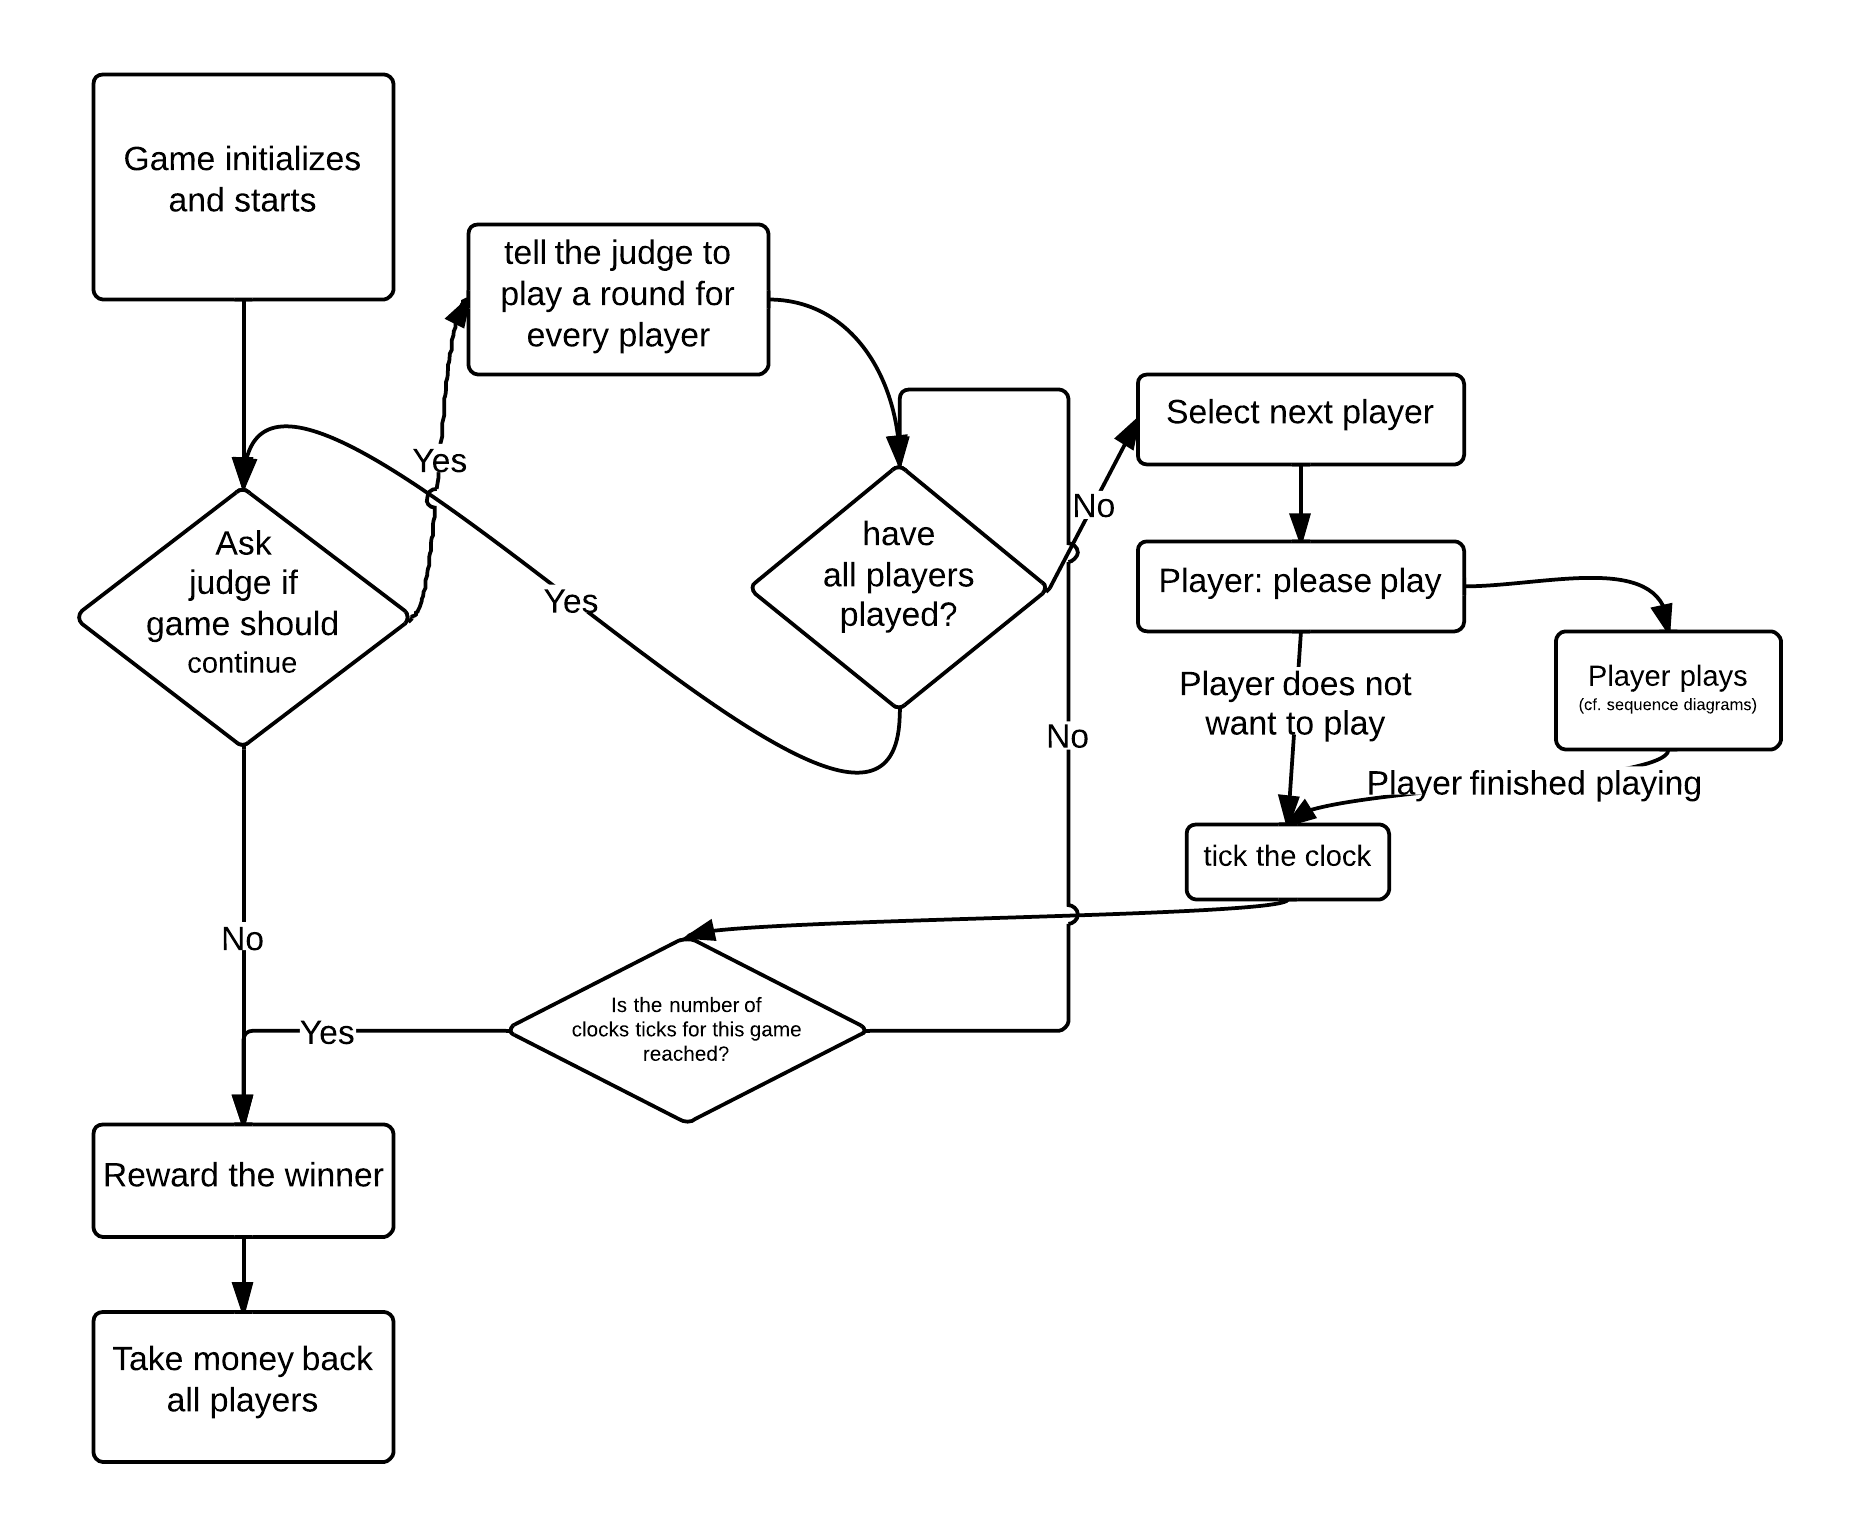 Game initializes
and starts
tell the judge to
play a round for
every player
Yes
Ask
judge if
game should
continue
Yes
have
all players
played?
No
Select next player
Player: please play
Player does not
want to play
Player plays
(cf. sequence diagrams)
Player finished playing
tick the clock
No
No
Is the number of
clocks ticks for this game
reached?
Yes
Reward the winner
Take money back
all players